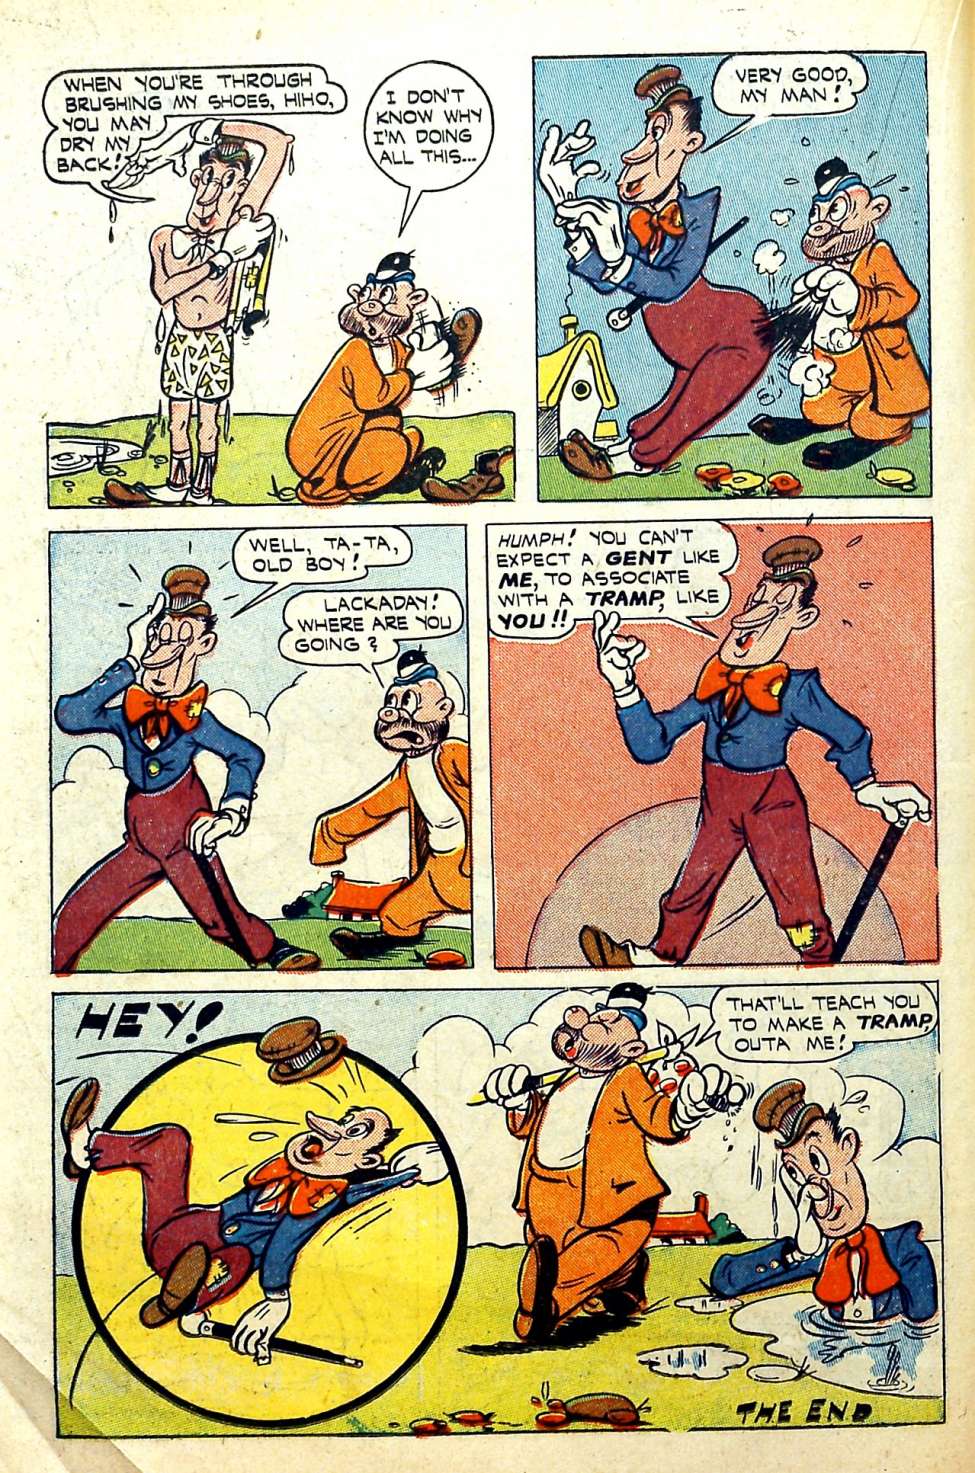 WHEN YOU'RE THROUGH
BRUSHING MY SHOES, HIHO,
YOU MAY
DRY MY
BACK!
I DON'T
KNOW WHY
I'M DOING
ALL THIS...
VERY GOOD,
MY MAN!
WELL, TA-TA,
OLD BOY!
LACKADAY!
WHERE ARE YOU
GOING?
HUMPH! YOU CAN'T
EXPECT A GENT LIKE
ME, TO ASSOCIATE
WITH A TRAMP, LIKE
YOU!!
HEY!
THAT'LL TEACH YOU
TO MAKE A TRAMP
OUTA ME!
THE END